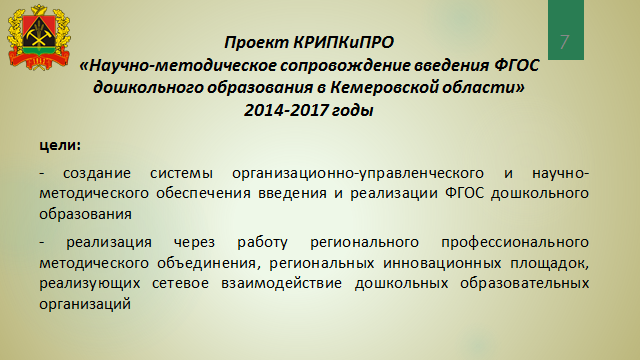 7
Проект КРИПКиПРО
«Научно-методическое сопровождение введения ФГОС
дошкольного образования в Кемеровской области»
2014-2017 годы
цели:
- создание системы организационно-управленческого и научно-
методического обеспечения введения и реализации ФГОС дошкольного
образования
- реализация через работу регионального профессионального
методического объединения, региональных инновационных площадок,
реализующих сетевое взаимодействие дошкольных образовательных
организаций